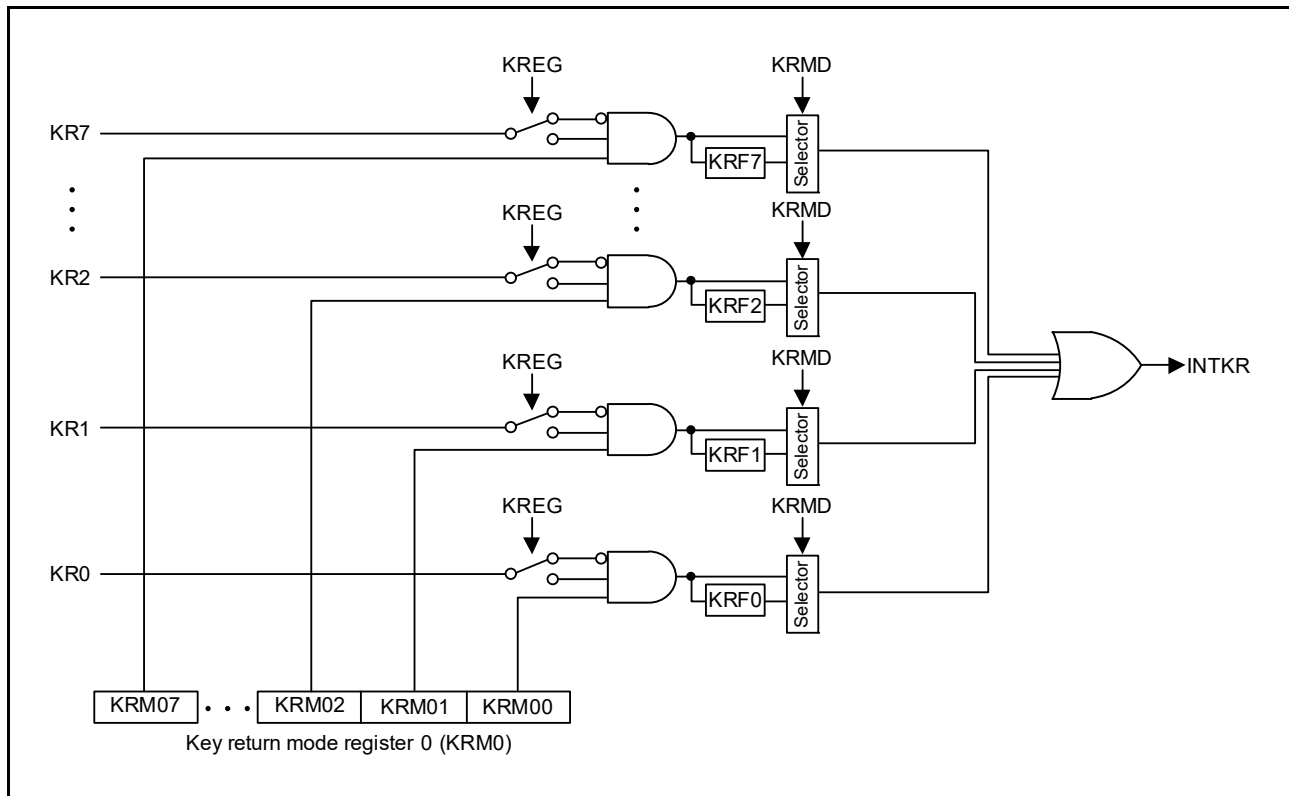 KREG
KRMD
KR7
KRF7
Selector
KREG
KRMD
KR2
KRF2
Selector
KREG
KRMD
KR1
KRF1
Selector
INTKR
KREG
KRMD
KR0
KRF0
Selector
KRM07
KRM02
KRM01
KRM00
Key return mode register 0 (KRM0)